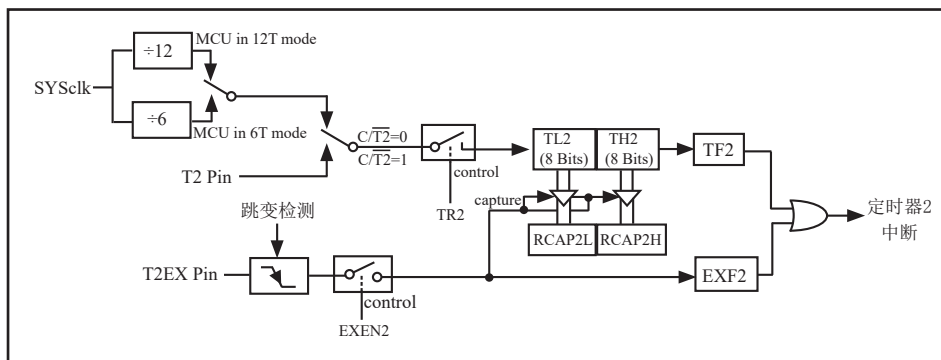 MCU in 12T mode
÷12
SYSclk
÷6
MCU in 6T mode
C/T2=0
C/T2=1
T2 Pin
control
TR2
TL2
(8 Bits)
TH2
(8 Bits)
TF2
capture
RCAP2L
RCAP2H
定时器2
中断
跳变检测
T2EX Pin
control
EXEN2
EXF2